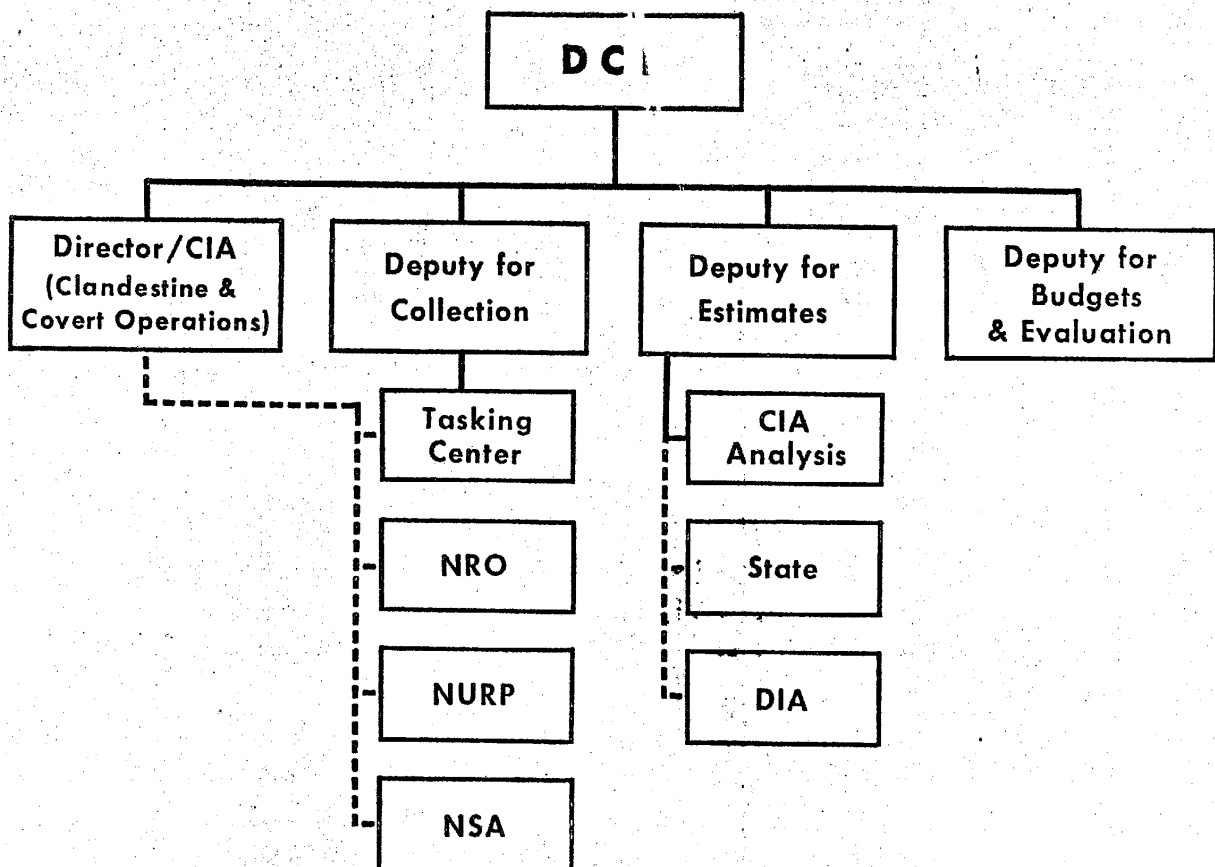 DCI
Director/CIA
(Clandestine &
Covert Operations)
Deputy for
Collection
Deputy for
Estimates
Deputy for
Budgets
& Evaluation
Tasking
Center
NRO
NURP
NSA
CIA
Analysis
State
DIA